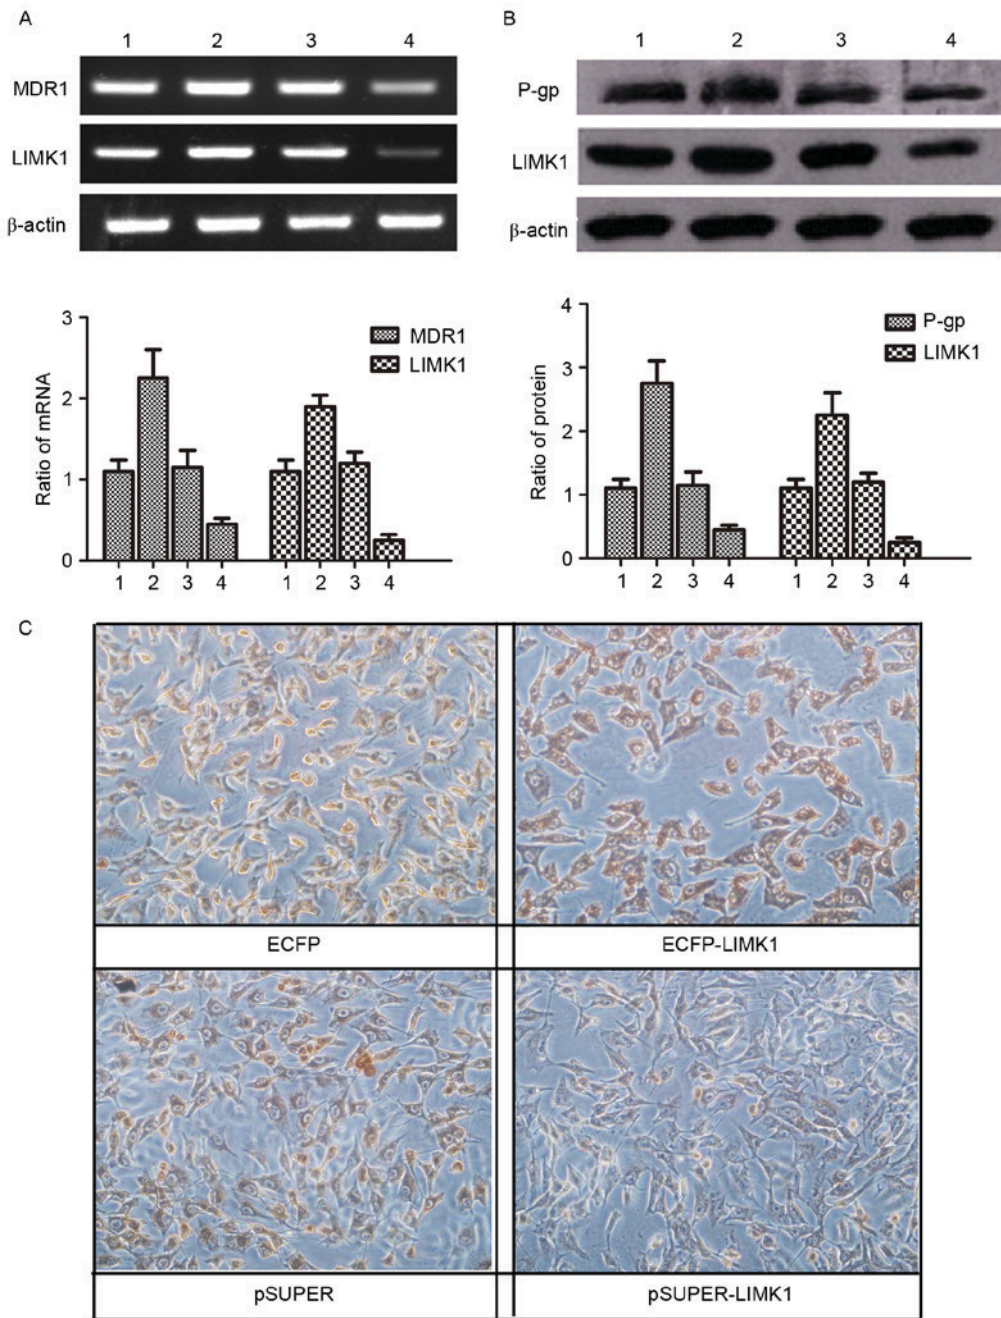 A
1 2 3 4
MDR1
LIMK1
β-actin
B
1 2 3 4
P-gp
LIMK1
β-actin
3
2
1
0
Ratio of mRNA
MDR1
LIMK1
1 2 3 4 1 2 3 4
4
3
2
1
0
Ratio of protein
P-gp
LIMK1
1 2 3 4 1 2 3 4
C
ECFP
ECFP-LIMK1
pSUPER
pSUPER-LIMK1